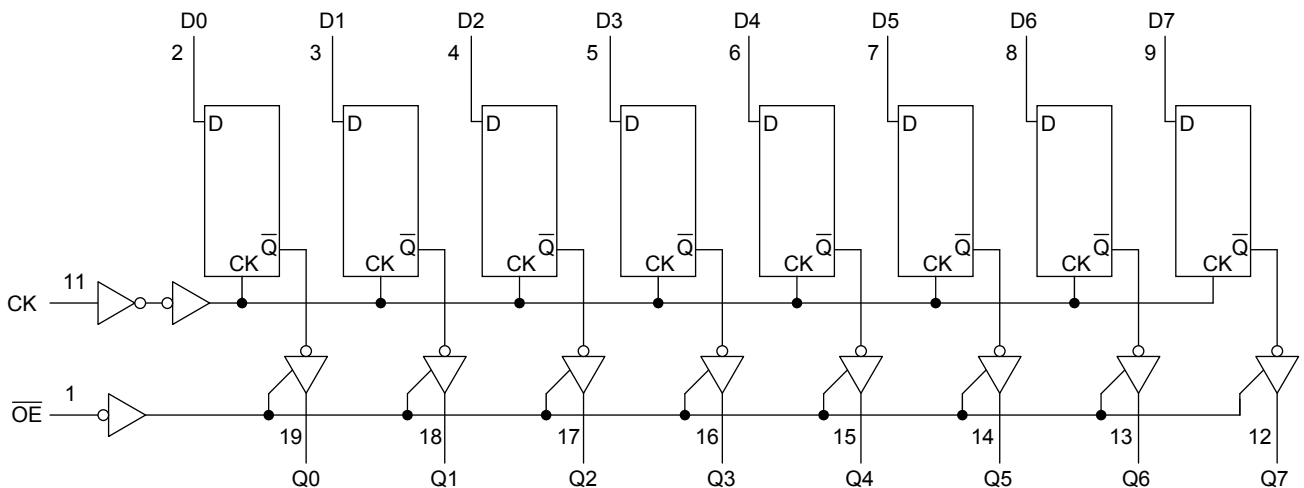 D0 D1 D2 D3 D4 D5 D6 D7
2 3 4 5 6 7 8 9
D D D D D D D D
Q̅ Q̅ Q̅ Q̅ Q̅ Q̅ Q̅ Q̅
CK CK CK CK CK CK CK CK
11
CK
1
O̅E̅
19 18 17 16 15 14 13 12
Q0 Q1 Q2 Q3 Q4 Q5 Q6 Q7